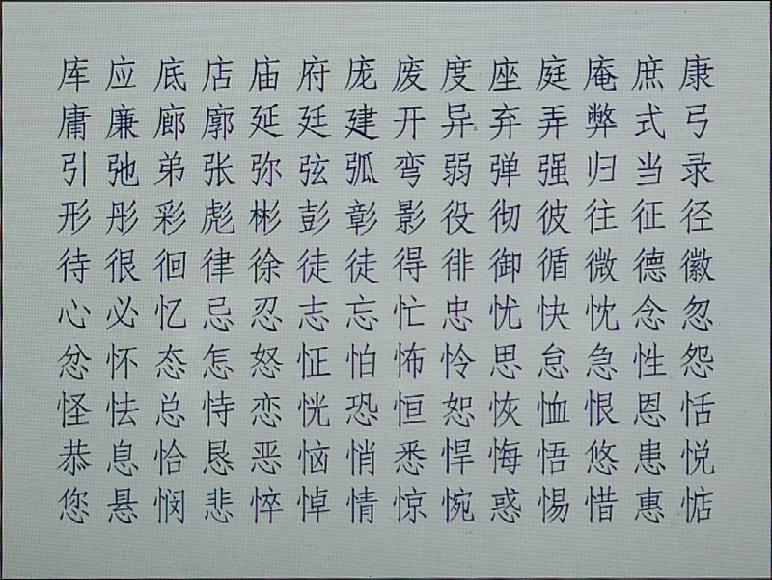 库应底店庙府庞废度座庭庵庶康
庸廉廊廓延廷建开异弃弄弊式弓
引弛弟张弥弦弧弯弱弹强归当录
形彤彩彪彬彭彰影役彻彼往征径
待很徊律徐徒徒得徘御循微德徽
心必忆忌忍志忘忙忠忧快忱念忽
忿怀态怎怒怔怕怖怜思怠急性怨
怪怯总恃恋恍恐恒恕恢恤恨恩恬
恭息恰恳恶恼悄悉悍悔悟悠患悦
您悬悯悲悴悼情惊惋惑惕惜惠惦